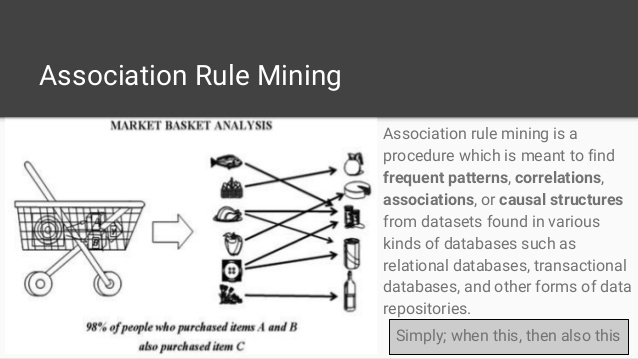 Association Rule Mining
MARKET BASKET ANALYSIS
98% of people who purchased items A and B
also purchased item C
Association rule mining is a
procedure which is meant to find
frequent patterns, correlations,
associations, or causal structures
from datasets found in various
kinds of databases such as
relational databases, transactional
databases, and other forms of data
repositories.
Simply; when this, then also this